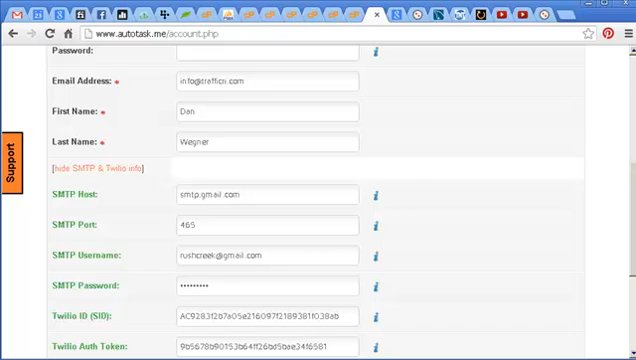 www.autotask.me/account.php
Password:
Email Address: * info@trafficii.com
First Name: * Dan
Last Name: * Wegner
[hide SMTP & Twilio info]
Support
SMTP Host: smtp.gmail.com
SMTP Port: 465
SMTP Username: rushcreek@gmail.com
SMTP Password: •••••••••
Twilio ID (SID):
Twilio Auth Token: